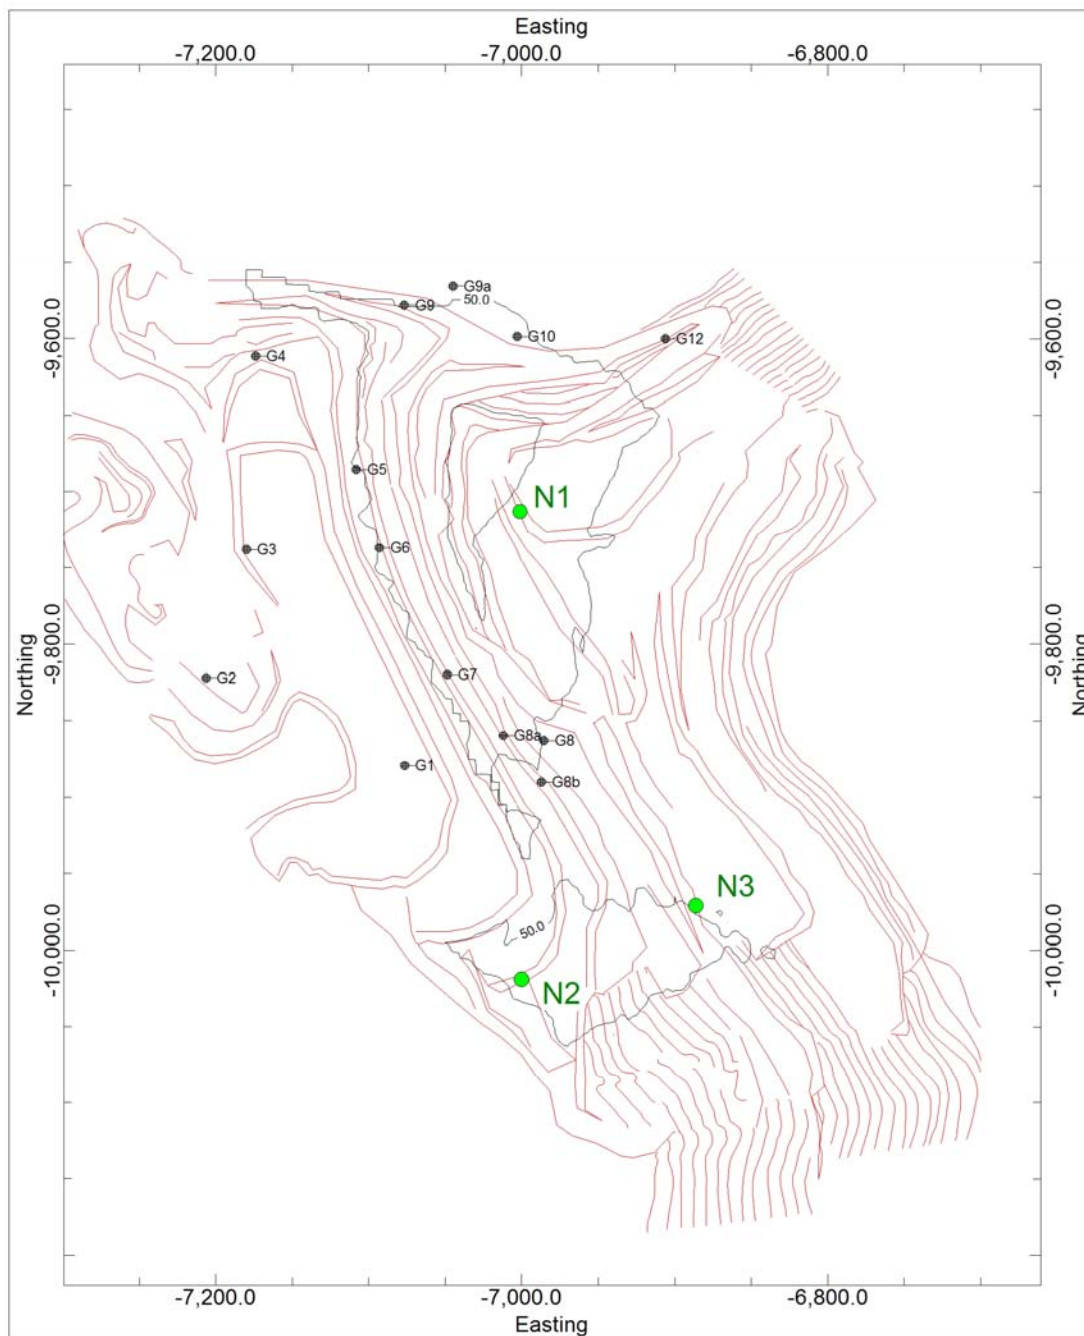 Easting
-7,200.0 -7,000.0 -6,800.0
G9a
50.0
G9
G10
-9,600.0 G12 -9,600.0
G4
G5
N1
G6
G3
-9,800.0 -9,800.0
Northing Northing
G7
G2
G8a G8
G1
G8b
N3
50.0
-10,000.0 -10,000.0
N2
-7,200.0 -7,000.0 -6,800.0
Easting